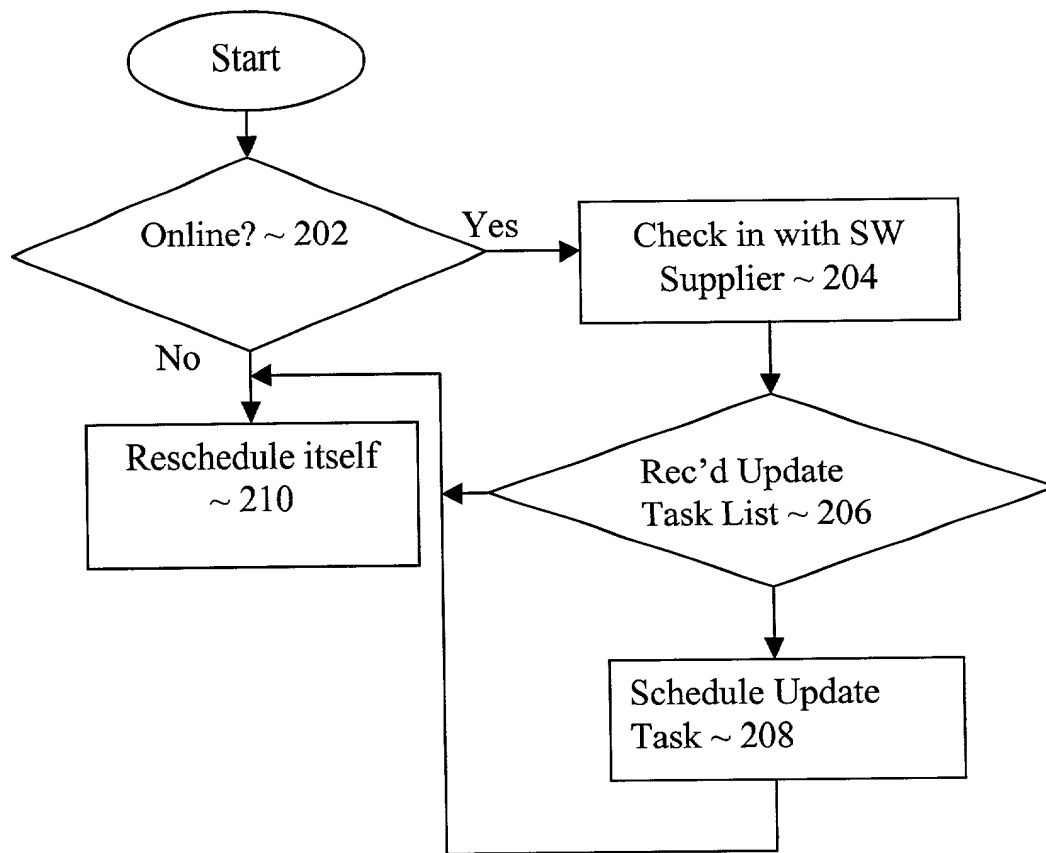 Start
Online? ~ 202
Yes
Check in with SW
Supplier ~ 204
No
Reschedule itself
~ 210
Rec'd Update
Task List ~ 206
Schedule Update
Task ~ 208